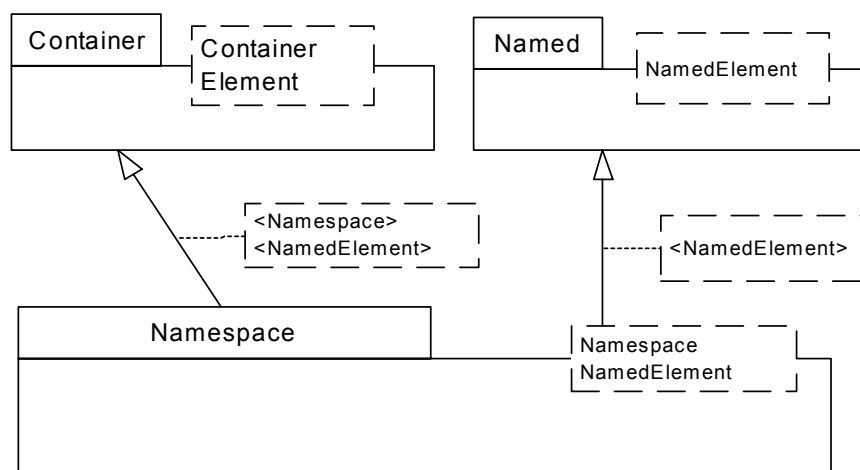 Container
Container
Element
Named
NamedElement
<Namespace>
<NamedElement>
<NamedElement>
Namespace
Namespace
NamedElement